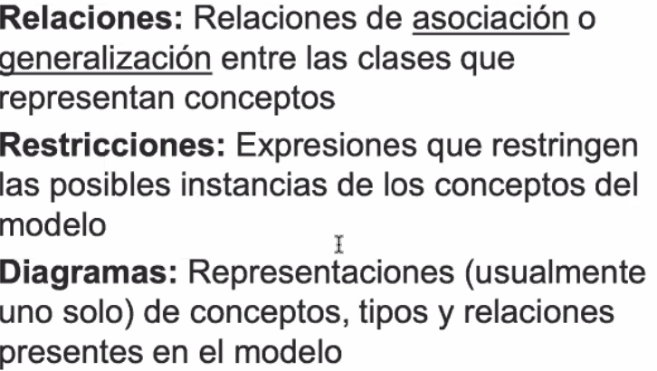 Relaciones: Relaciones de asociación o
generalización entre las clases que
representan conceptos
Restricciones: Expresiones que restringen
las posibles instancias de los conceptos del
modelo
Diagramas: Representaciones (usualmente
uno solo) de conceptos, tipos y relaciones
presentes en el modelo